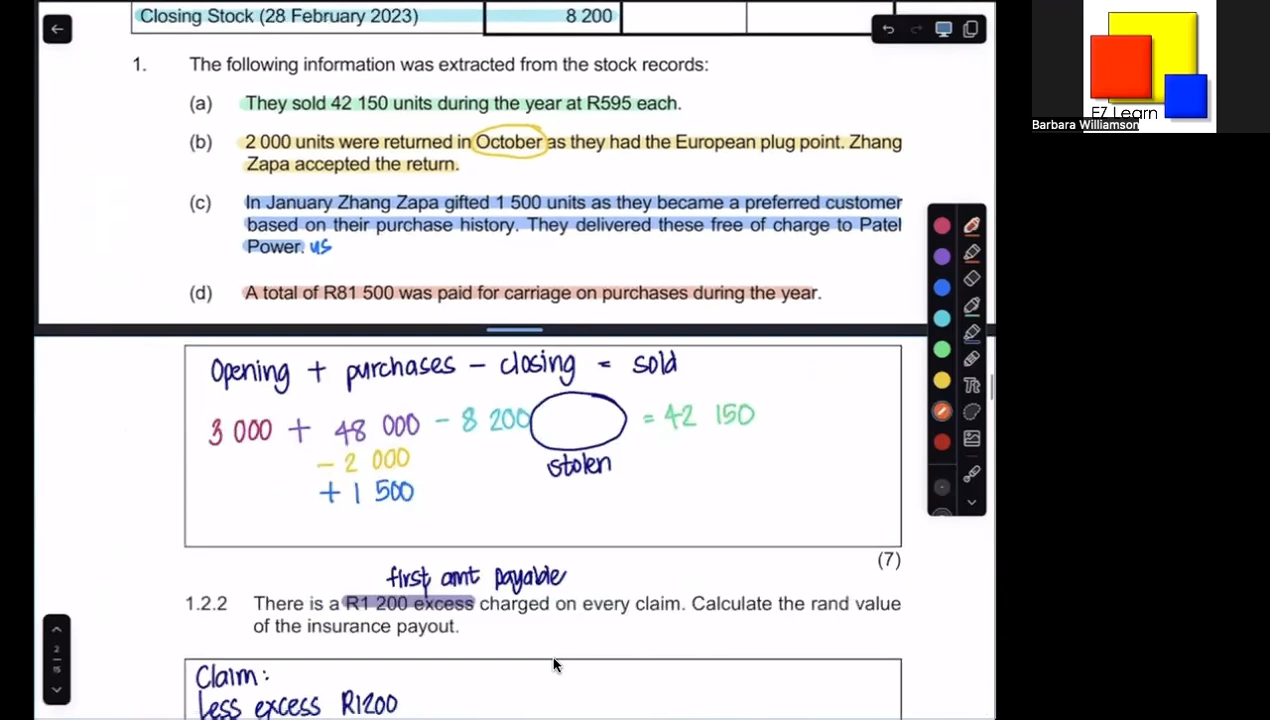 Closing Stock (28 February 2023) 8 200
1. The following information was extracted from the stock records:
(a) They sold 42 150 units during the year at R595 each.
(b) 2 000 units were returned in October as they had the European plug point. Zhang
Zapa accepted the return.
(c) In January Zhang Zapa gifted 1 500 units as they became a preferred customer
based on their purchase history. They delivered these free of charge to Patel
Power. us
(d) A total of R81 500 was paid for carriage on purchases during the year.
Opening + purchases - closing = sold
3 000 + 48 000 - 8 200 = 42 150
- 2 000 stolen
+ 1 500
(7)
first amt payable
1.2.2 There is a R1 200 excess charged on every claim. Calculate the rand value
of the insurance payout.
Claim:
less excess R1200
EZ Learn
Barbara Williamson
Tt